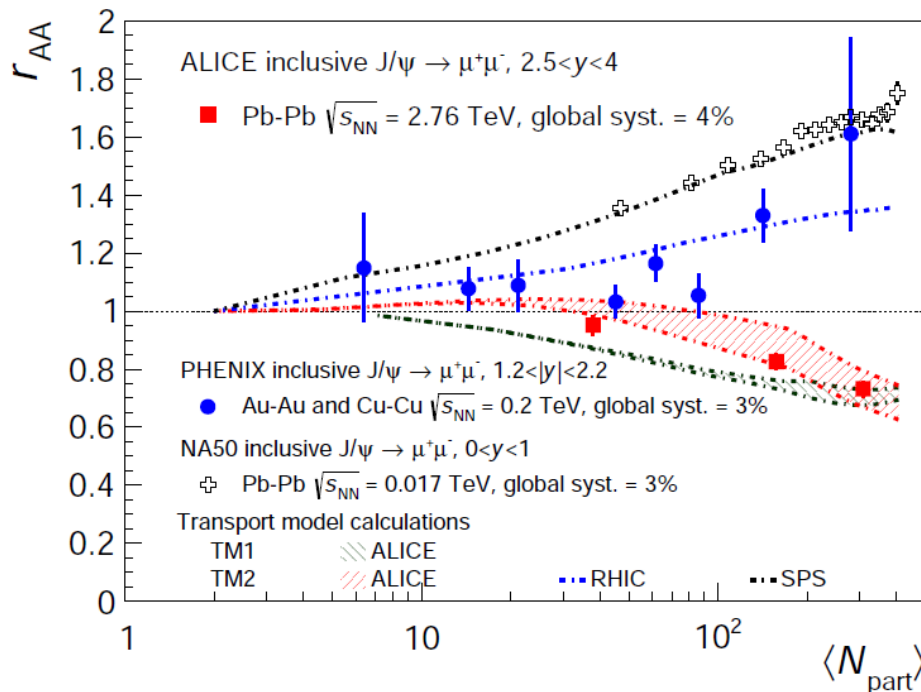 r_AA
2
1.8
1.6
1.4
1.2
1
0.8
0.6
0.4
0.2
0
ALICE inclusive J/ψ → μ⁺μ⁻, 2.5<y<4
Pb-Pb √s_NN = 2.76 TeV, global syst. = 4%
PHENIX inclusive J/ψ → μ⁺μ⁻, 1.2<|y|<2.2
Au-Au and Cu-Cu √s_NN = 0.2 TeV, global syst. = 3%
NA50 inclusive J/ψ → μ⁺μ⁻, 0<y<1
Pb-Pb √s_NN = 0.017 TeV, global syst. = 3%
Transport model calculations
TM1 ALICE
TM2 ALICE RHIC SPS
1 10 10²
⟨N_part⟩